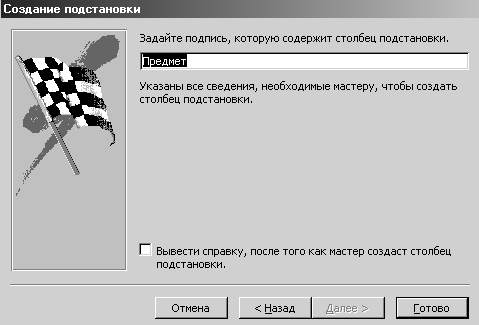 Создание подстановки
Задайте подпись, которую содержит столбец подстановки.
Предмет
Указаны все сведения, необходимые мастеру, чтобы создать
столбец подстановки.
Вывести справку, после того как мастер создаст столбец
подстановки.
Отмена < Назад Далее > Готово